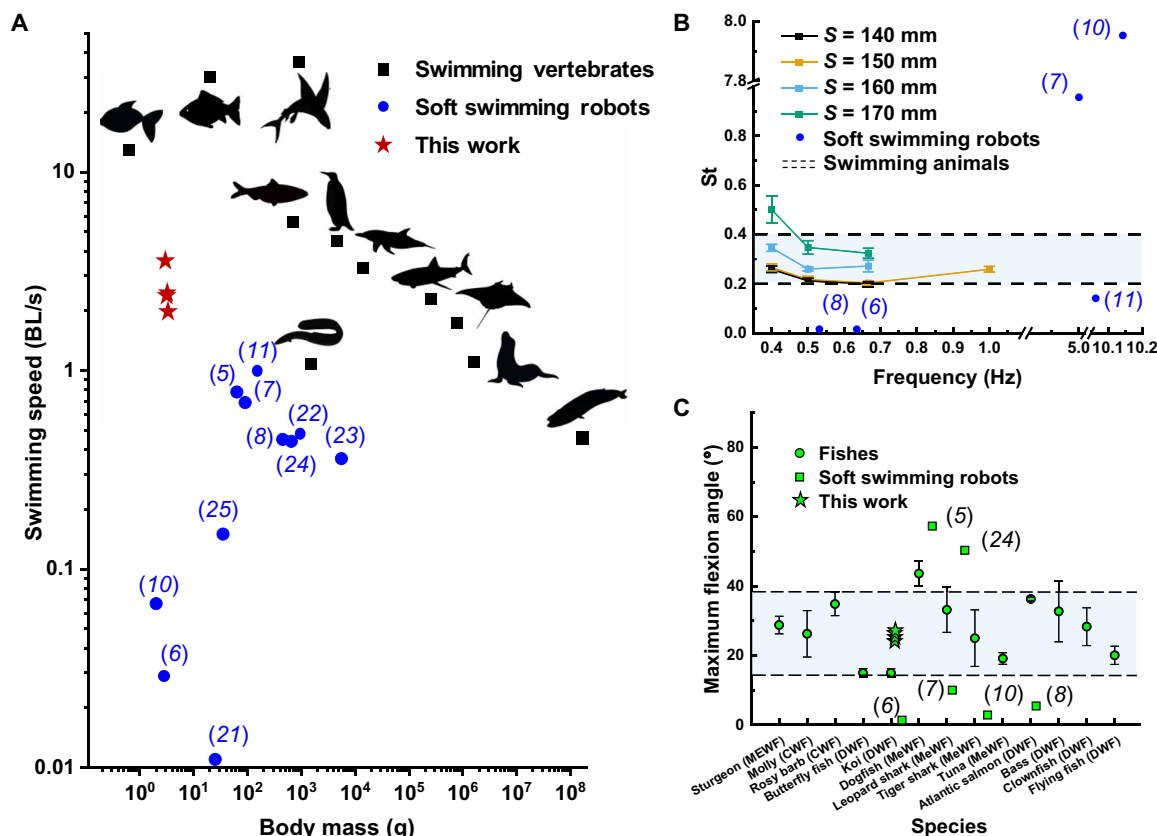 A
Swimming speed (BL/s)
10
1
0.1
0.01
Swimming vertebrates
Soft swimming robots
This work
(11)
(5)
(7)
(22)
(8)
(23)
(24)
(25)
(10)
(6)
(21)
10⁰ 10¹ 10² 10³ 10⁴ 10⁵ 10⁶ 10⁷ 10⁸
Body mass (g)
B
St
8.0
7.8
0.8
0.6
0.4
0.2
0.0
S = 140 mm
S = 150 mm
S = 160 mm
S = 170 mm
Soft swimming robots
Swimming animals
(10)
(7)
(8)
(6)
(11)
0.4 0.5 0.6 0.7 0.8 0.9 1.0 5.0 10.1 10.2
Frequency (Hz)
C
Maximum flexion angle (°)
80
60
40
20
0
Fishes
Soft swimming robots
This work
(5)
(24)
(7)
(6)
(10)
(8)
Sturgeon (MEWF)
Molly (CWF)
Rosy barb (CWF)
Butterfly fish (DWF)
Koi (DWF)
Dogfish (MeWF)
Leopard shark (MeWF)
Tiger shark (MeWF)
Tuna (MeWF)
Atlantic salmon (DWF)
Bass (DWF)
Clownfish (DWF)
Flying fish (DWF)
Species